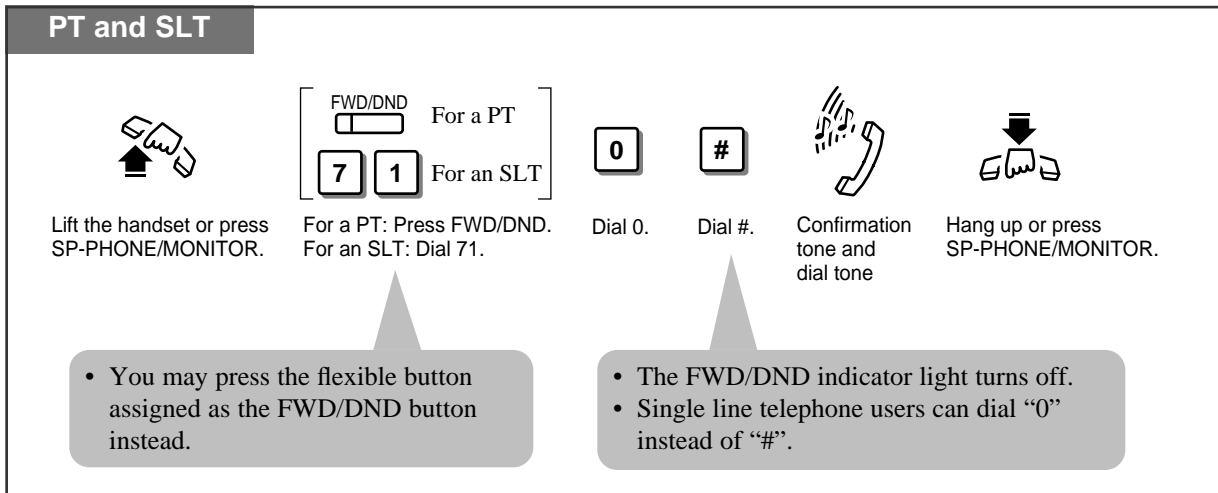 PT and SLT
FWD/DND
For a PT
7 1 For an SLT
0
#
Lift the handset or press
SP-PHONE/MONITOR.
For a PT: Press FWD/DND.
For an SLT: Dial 71.
Dial 0.
Dial #.
Confirmation
tone and
dial tone
Hang up or press
SP-PHONE/MONITOR.
• You may press the flexible button
assigned as the FWD/DND button
instead.
• The FWD/DND indicator light turns off.
• Single line telephone users can dial “0”
instead of “#”.